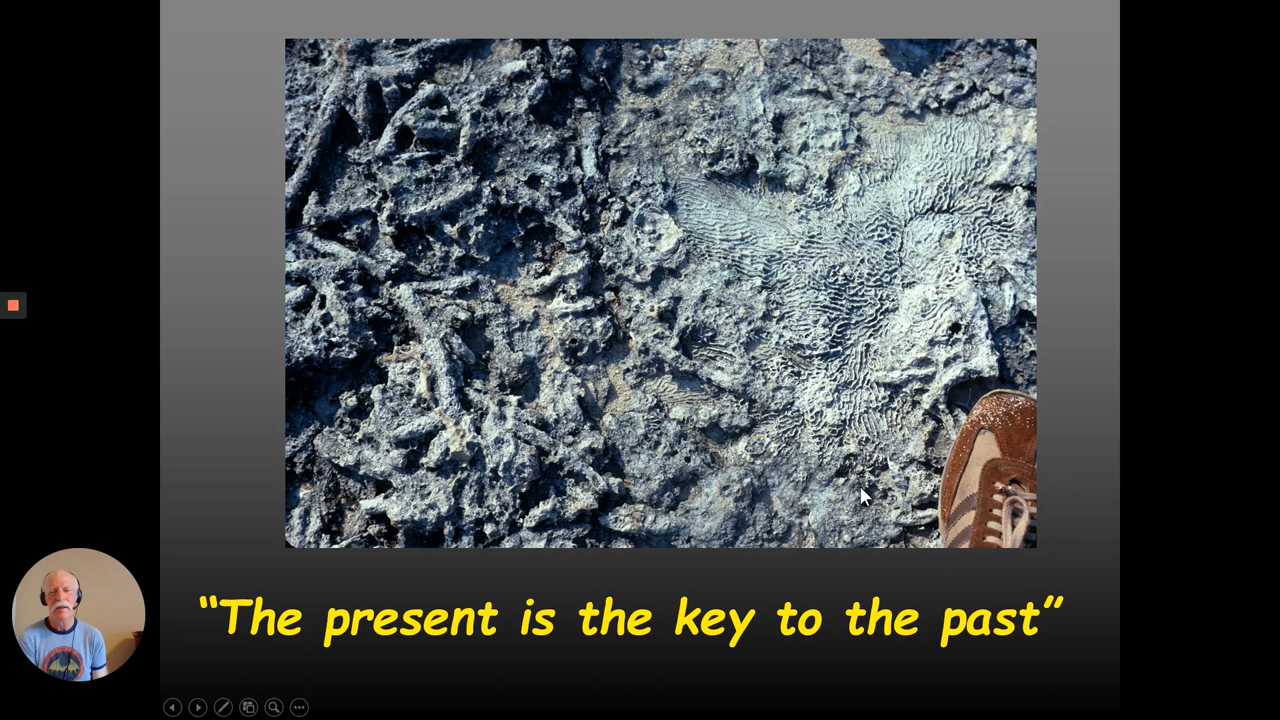 “The present is the key to the past”